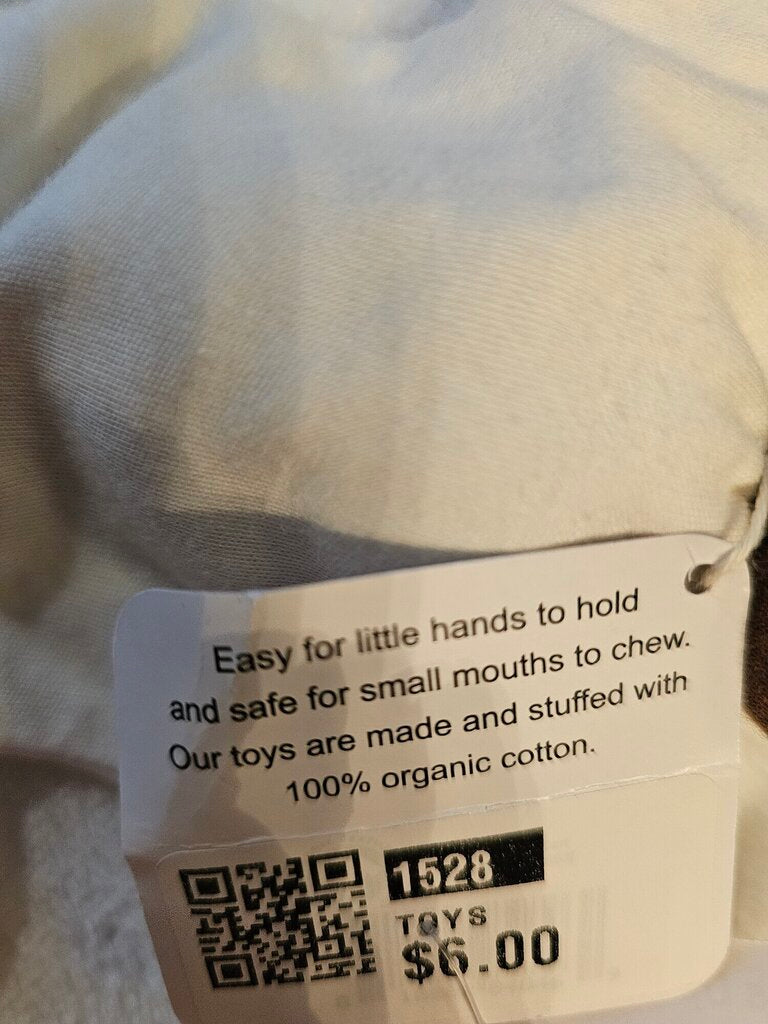 Easy for little hands to hold
and safe for small mouths to chew.
Our toys are made and stuffed with
100% organic cotton.
1528
TOYS
$6.00